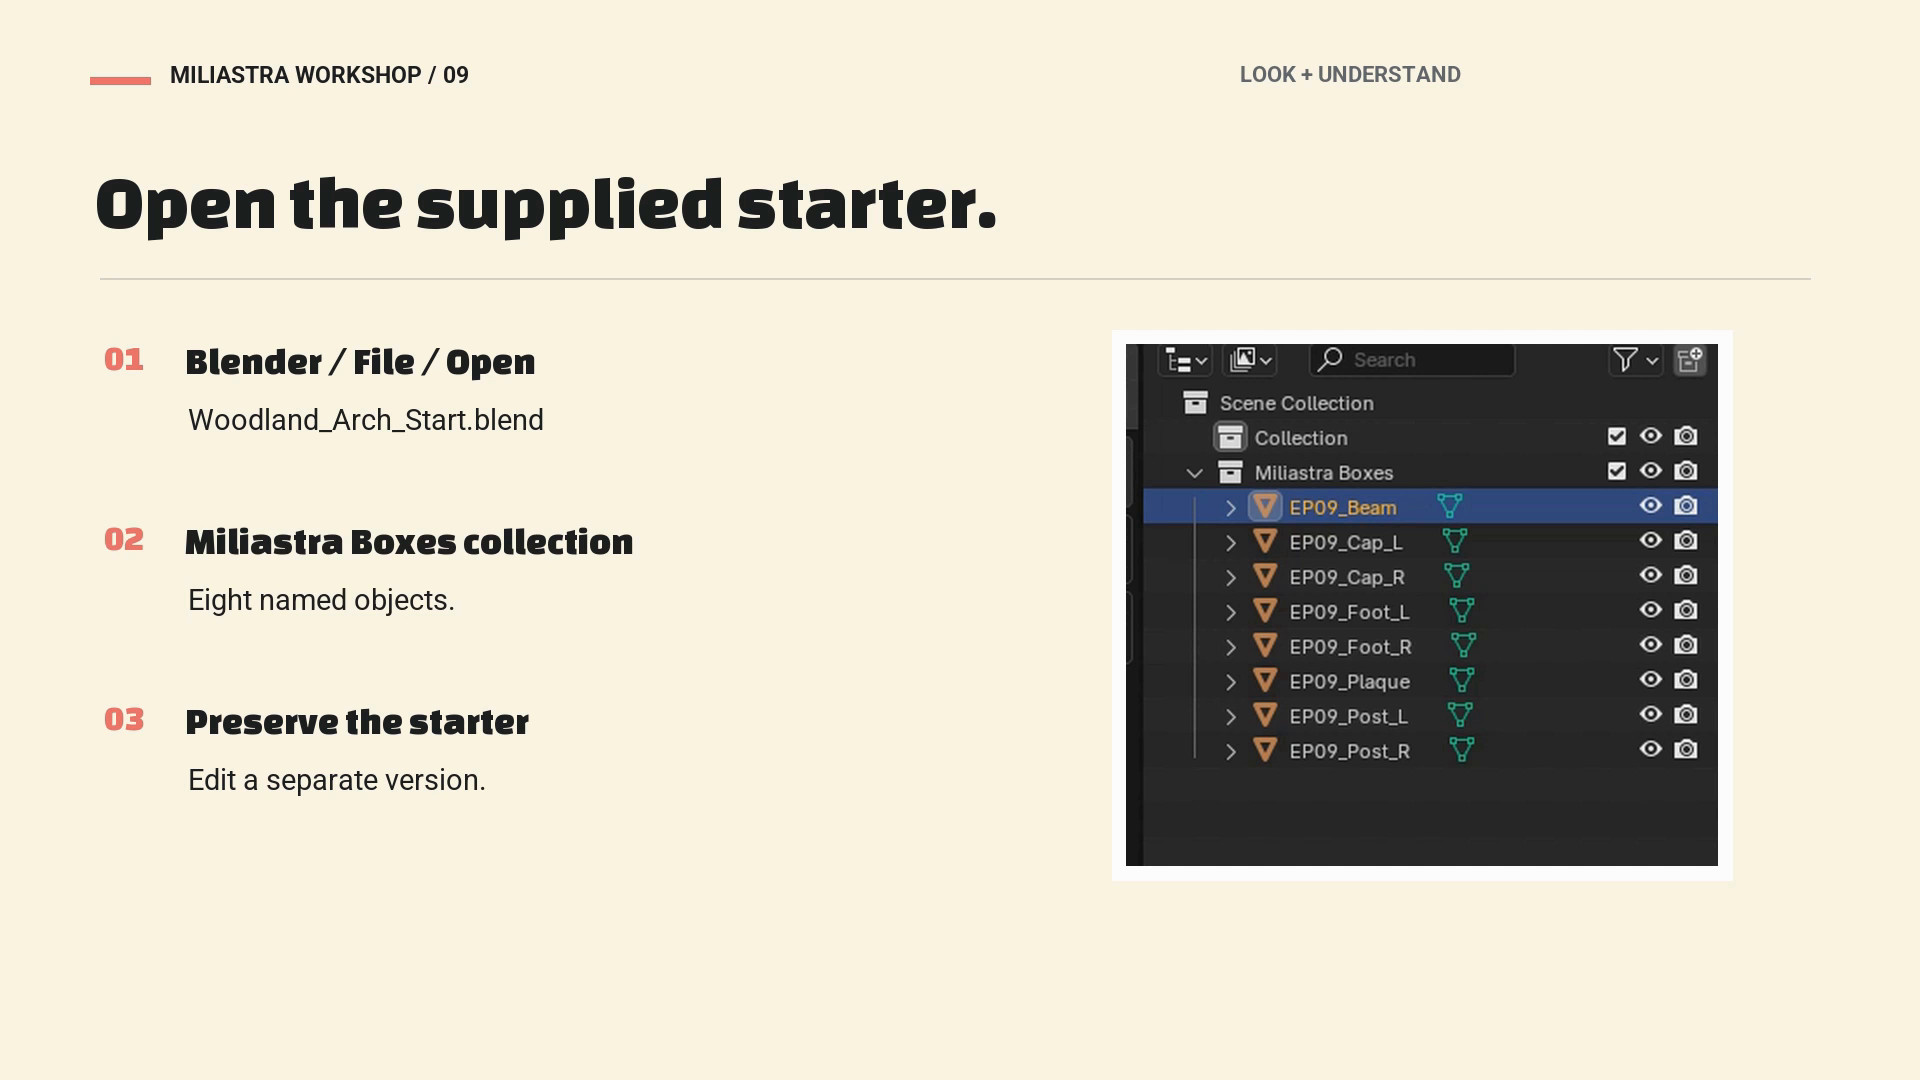 MILIASTRA WORKSHOP / 09
LOOK + UNDERSTAND
Open the supplied starter.
01 Blender / File / Open
Woodland_Arch_Start.blend
02 Miliastra Boxes collection
Eight named objects.
03 Preserve the starter
Edit a separate version.
Search
Scene Collection
Collection
Miliastra Boxes
EP09_Beam
EP09_Cap_L
EP09_Cap_R
EP09_Foot_L
EP09_Foot_R
EP09_Plaque
EP09_Post_L
EP09_Post_R